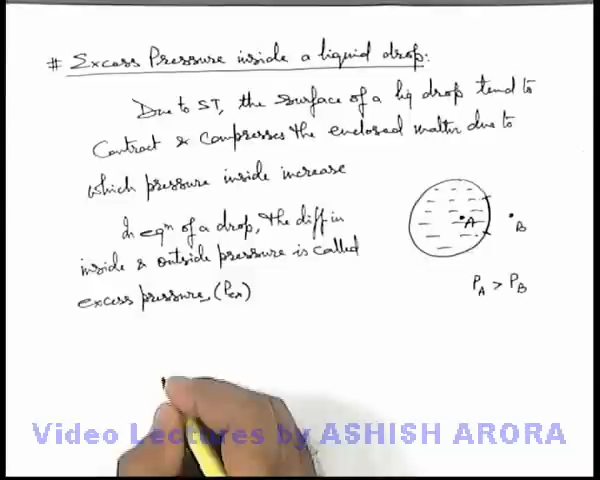 # Excess Pressure inside a liquid drop:
Due to ST, the surface of a liq drop tend to
Contract & compresses the enclosed matter due to
which pressure inside increase
In eqⁿ of a drop, the diff in
inside & outside pressure is called
excess pressure, (Pex)
A
B
PA > PB
Video Lectures by ASHISH ARORA